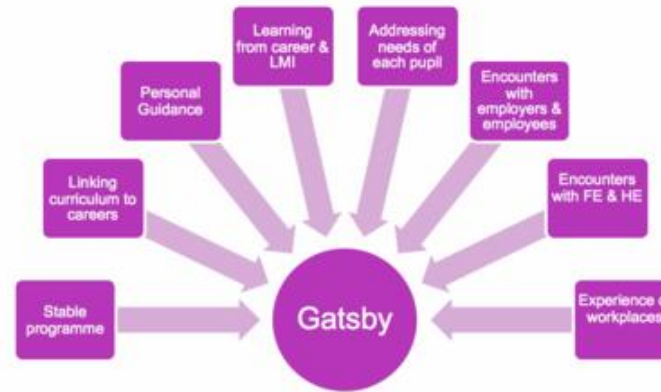 Learning
from career &
LMI
Addressing
needs of
each pupil
Personal
Guidance
Encounters
with
employers &
employees
Linking
curriculum to
careers
Encounters
with FE & HE
Stable
programme
Gatsby
Experience
workplaces